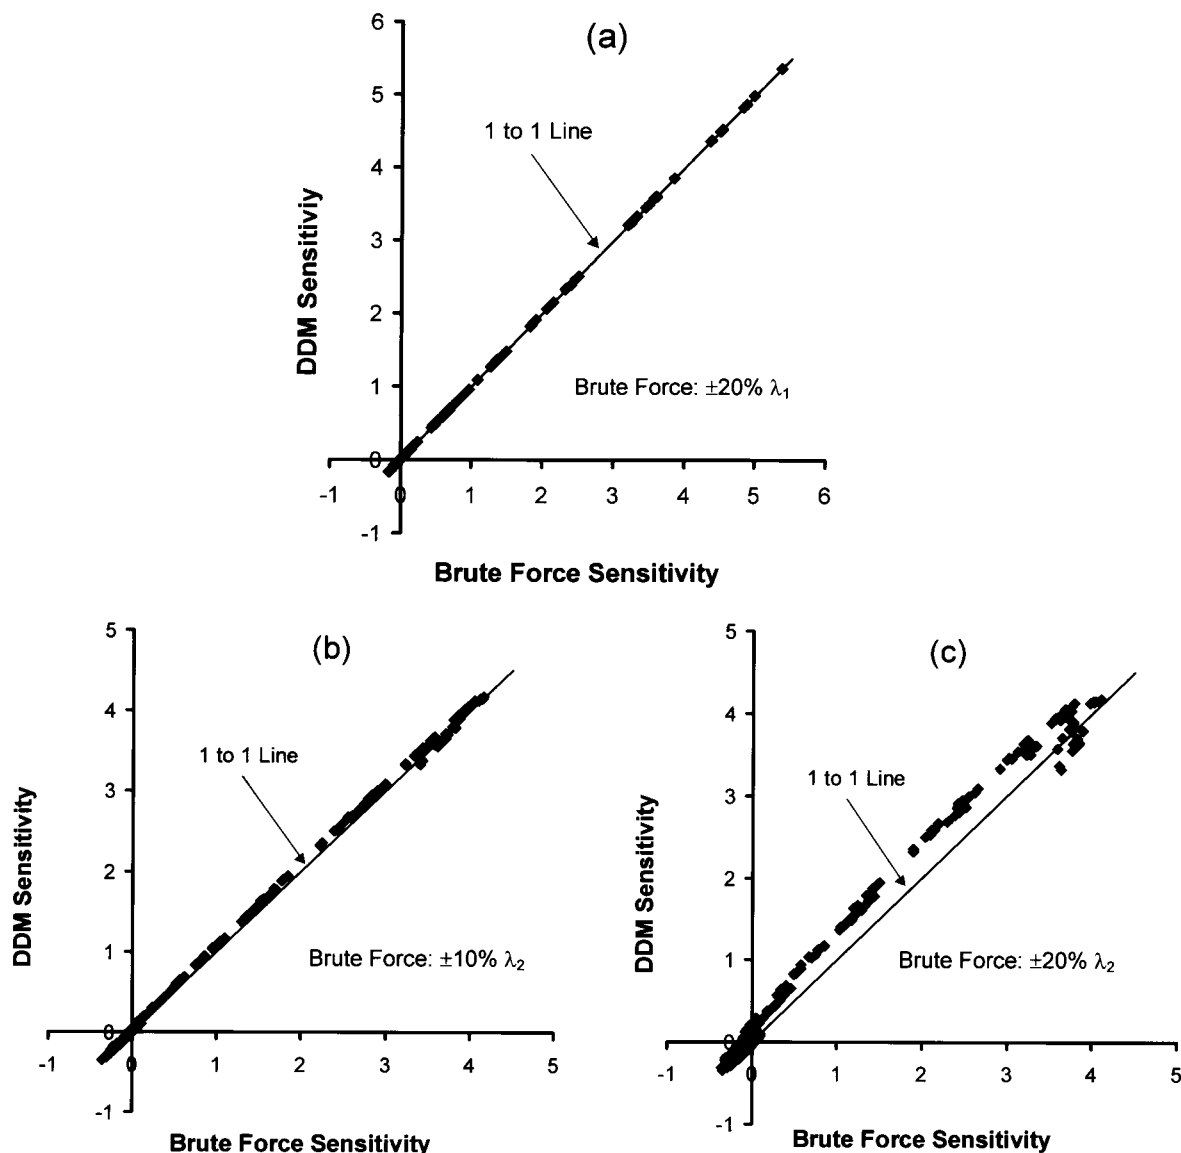 (a)
6
5
4
3
2
1
0
-1
-1 0 1 2 3 4 5 6
DDM Sensitiviy
1 to 1 Line
Brute Force: ±20% λ1
Brute Force Sensitivity
(b)
5
4
3
2
1
0
-1
-1 0 1 2 3 4 5
DDM Sensitivity
1 to 1 Line
Brute Force: ±10% λ2
Brute Force Sensitivity
(c)
5
4
3
2
1
0
-1
-1 0 1 2 3 4 5
DDM Sensitivity
1 to 1 Line
Brute Force: ±20% λ2
Brute Force Sensitivity